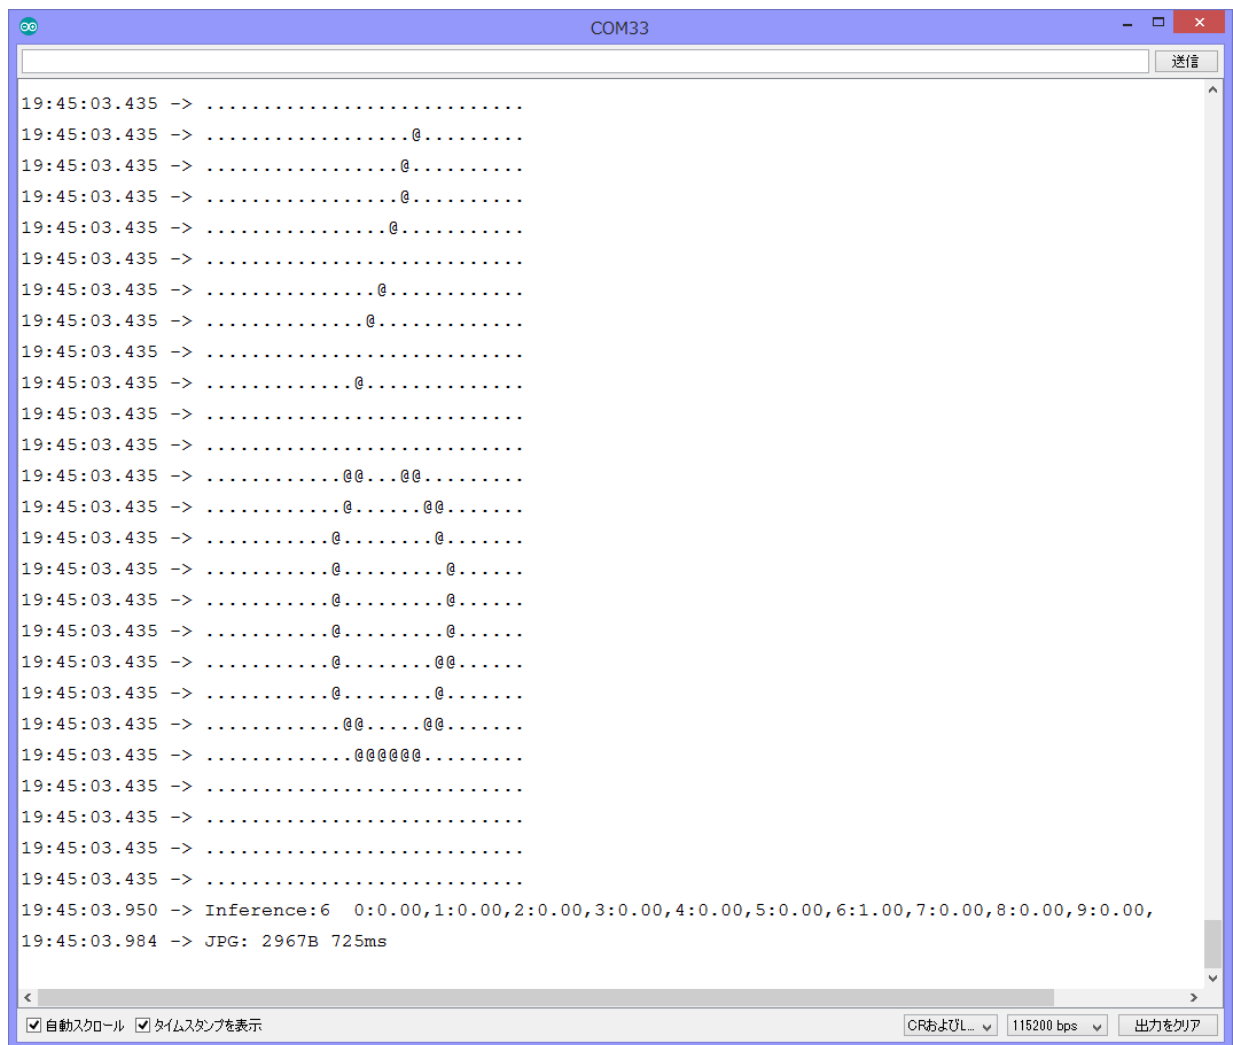 COM33
送信
19:45:03.435 -> ............................
19:45:03.435 -> ..................@.........
19:45:03.435 -> .................@..........
19:45:03.435 -> .................@..........
19:45:03.435 -> ................@...........
19:45:03.435 -> ............................
19:45:03.435 -> ...............@............
19:45:03.435 -> ..............@.............
19:45:03.435 -> ............................
19:45:03.435 -> .............@..............
19:45:03.435 -> ............................
19:45:03.435 -> ............................
19:45:03.435 -> ............@@...@@.........
19:45:03.435 -> ............@......@@.......
19:45:03.435 -> ...........@........@.......
19:45:03.435 -> ...........@.........@......
19:45:03.435 -> ...........@.........@......
19:45:03.435 -> ...........@.........@......
19:45:03.435 -> ...........@........@@......
19:45:03.435 -> ...........@........@.......
19:45:03.435 -> ............@@.....@@.......
19:45:03.435 -> .............@@@@@@.........
19:45:03.435 -> ............................
19:45:03.435 -> ............................
19:45:03.435 -> ............................
19:45:03.435 -> ............................
19:45:03.950 -> Inference:6  0:0.00,1:0.00,2:0.00,3:0.00,4:0.00,5:0.00,6:1.00,7:0.00,8:0.00,9:0.00,
19:45:03.984 -> JPG: 2967B 725ms
自動スクロール タイムスタンプを表示 CRおよびL... 115200 bps 出力をクリア